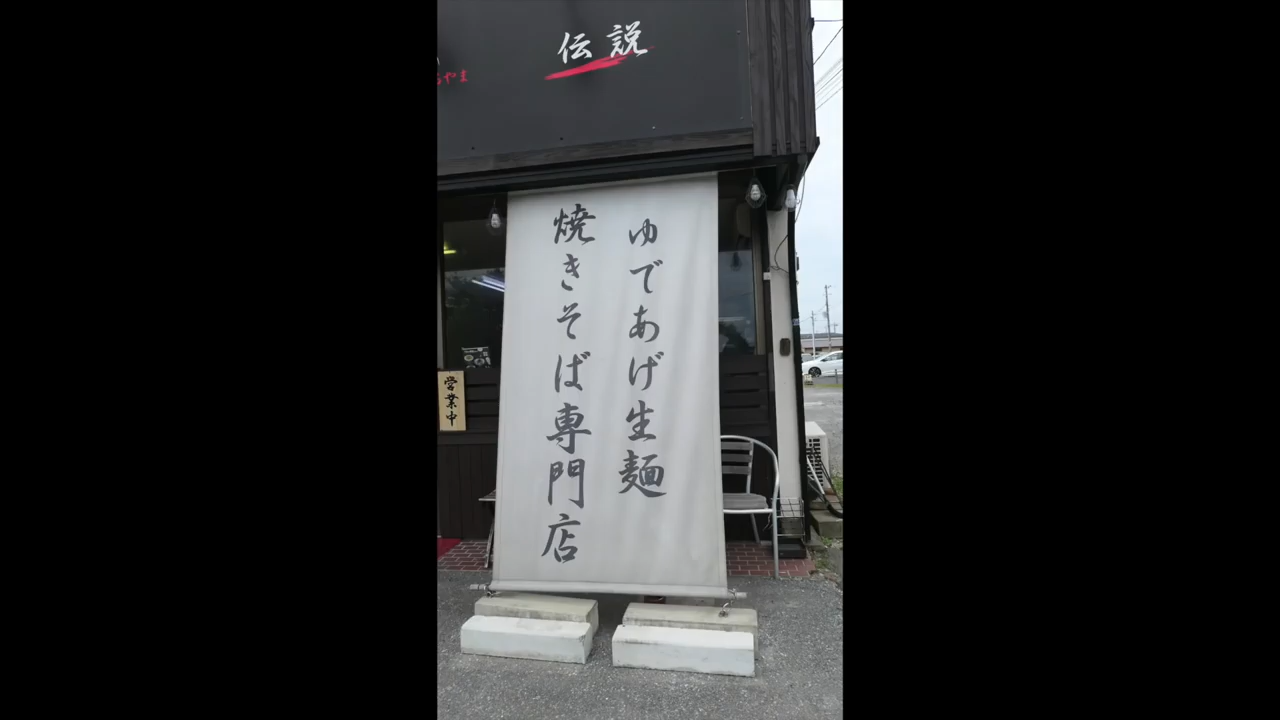 伝説
ゆであげ生麺
焼きそば専門店
営業中